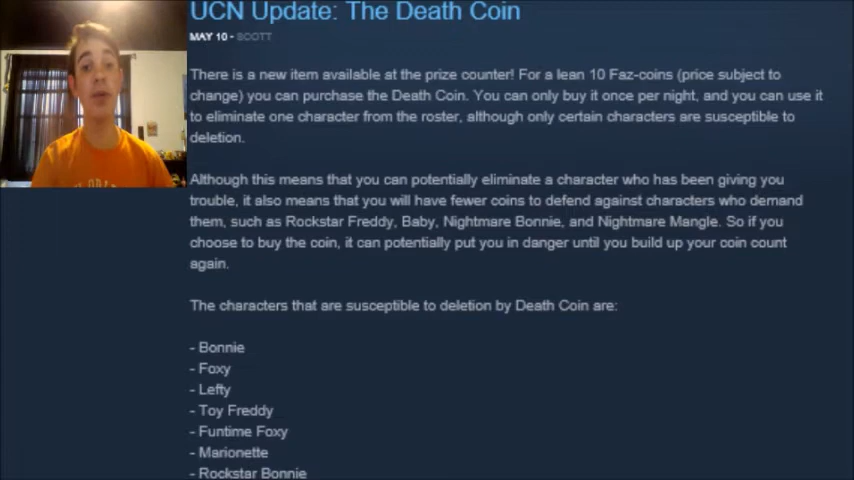 UCN Update: The Death Coin
MAY 10 - SCOTT
There is a new item available at the prize counter! For a lean 10 Faz-coins (price subject to
change) you can purchase the Death Coin. You can only buy it once per night, and you can use it
to eliminate one character from the roster, although only certain characters are susceptible to
deletion.
Although this means that you can potentially eliminate a character who has been giving you
trouble, it also means that you will have fewer coins to defend against characters who demand
them, such as Rockstar Freddy, Baby, Nightmare Bonnie, and Nightmare Mangle. So if you
choose to buy the coin, it can potentially put you in danger until you build up your coin count
again.
The characters that are susceptible to deletion by Death Coin are:
- Bonnie
- Foxy
- Lefty
- Toy Freddy
- Funtime Foxy
- Marionette
- Rockstar Bonnie